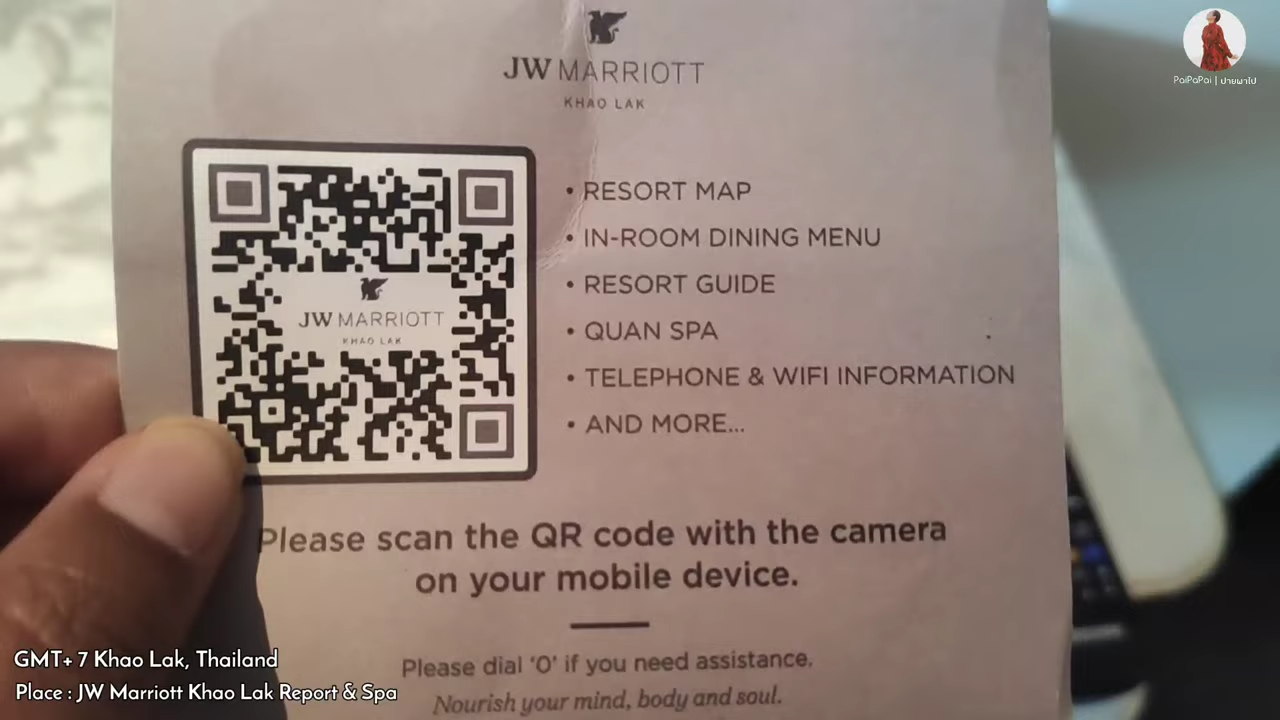 PaiPaPai | ปายพาไป
JW MARRIOTT
KHAO LAK
JW MARRIOTT
KHAO LAK
• RESORT MAP
• IN-ROOM DINING MENU
• RESORT GUIDE
• QUAN SPA
• TELEPHONE & WIFI INFORMATION
• AND MORE...
Please scan the QR code with the camera
on your mobile device.
Please dial '0' if you need assistance.
Nourish your mind, body and soul.
GMT+ 7 Khao Lak, Thailand
Place : JW Marriott Khao Lak Report & Spa